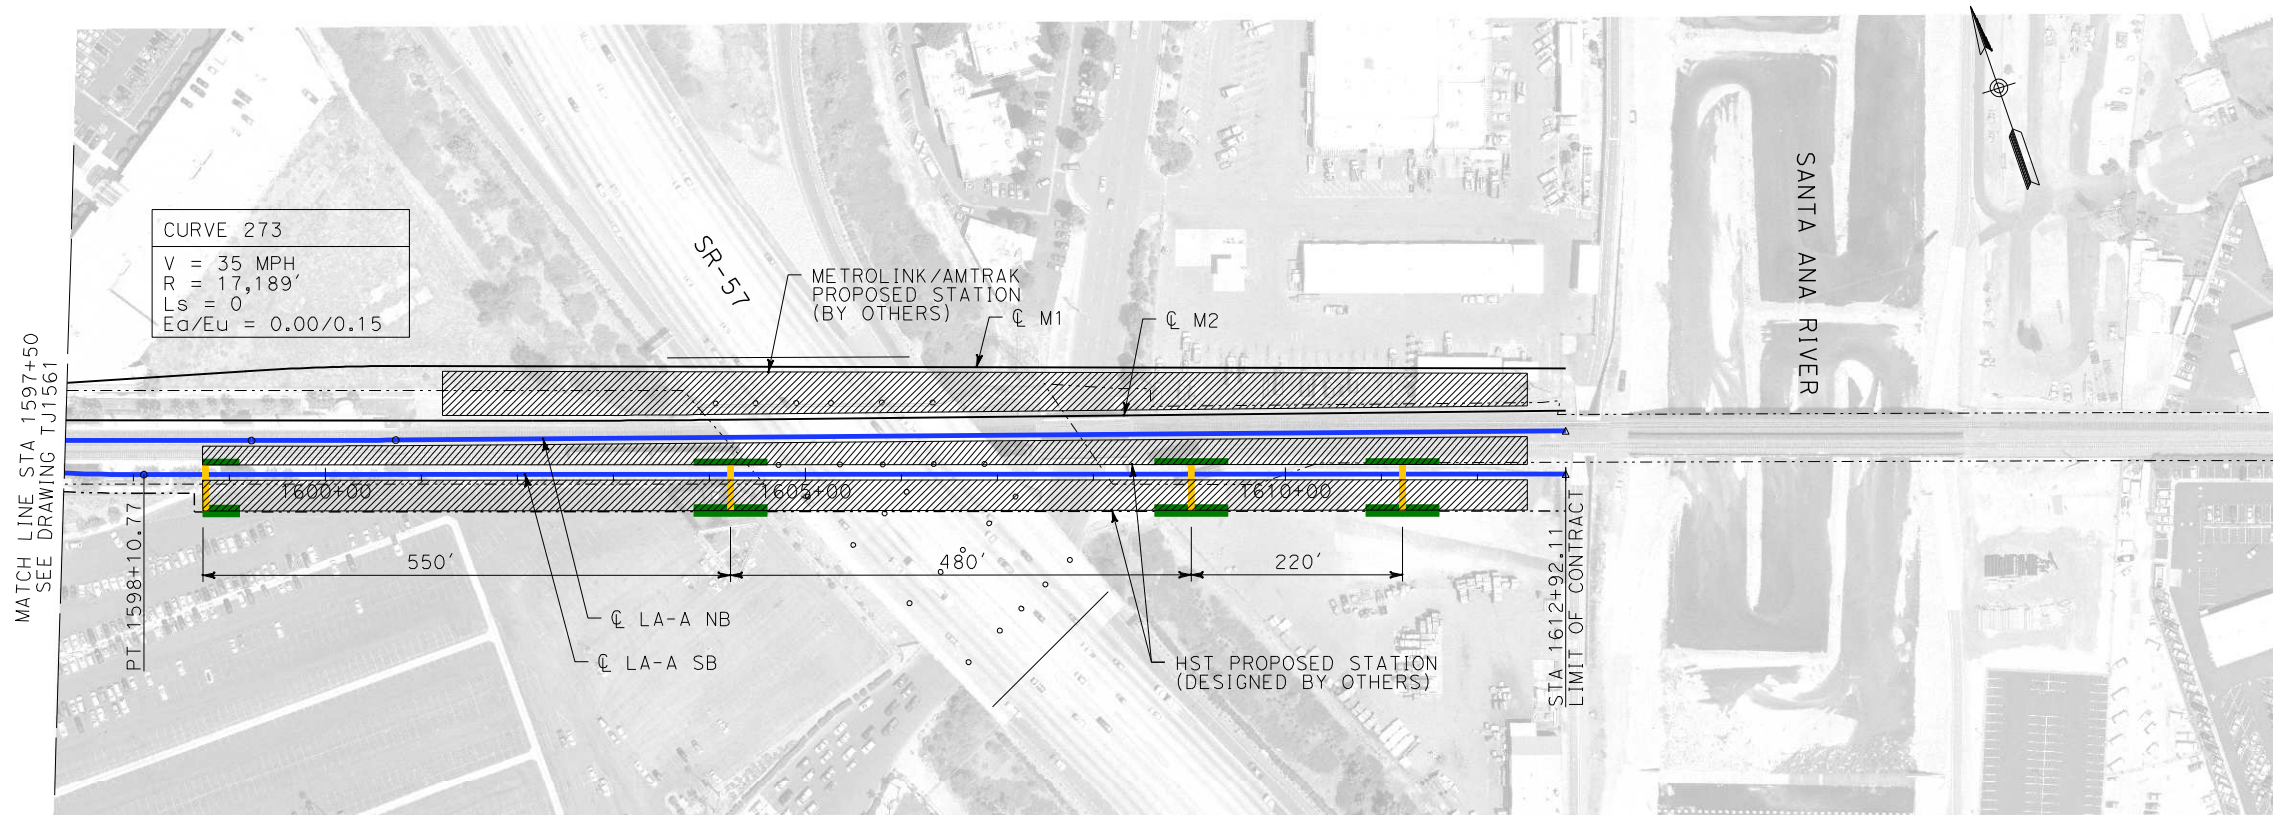 CURVE 273
V = 35 MPH
R = 17,189'
Ls = 0
Ea/Eu = 0.00/0.15
MATCH LINE STA 1597+50
SEE DRAWING TJ1561
PT 1598+10.77
SR-57
METROLINK/AMTRAK
PROPOSED STATION
(BY OTHERS)
℄ M1
℄ M2
SANTA ANA RIVER
1600+00
1605+00
1610+00
550'
480'
220'
℄ LA-A NB
℄ LA-A SB
HST PROPOSED STATION
(DESIGNED BY OTHERS)
STA 1612+92.11
LIMIT OF CONTRACT